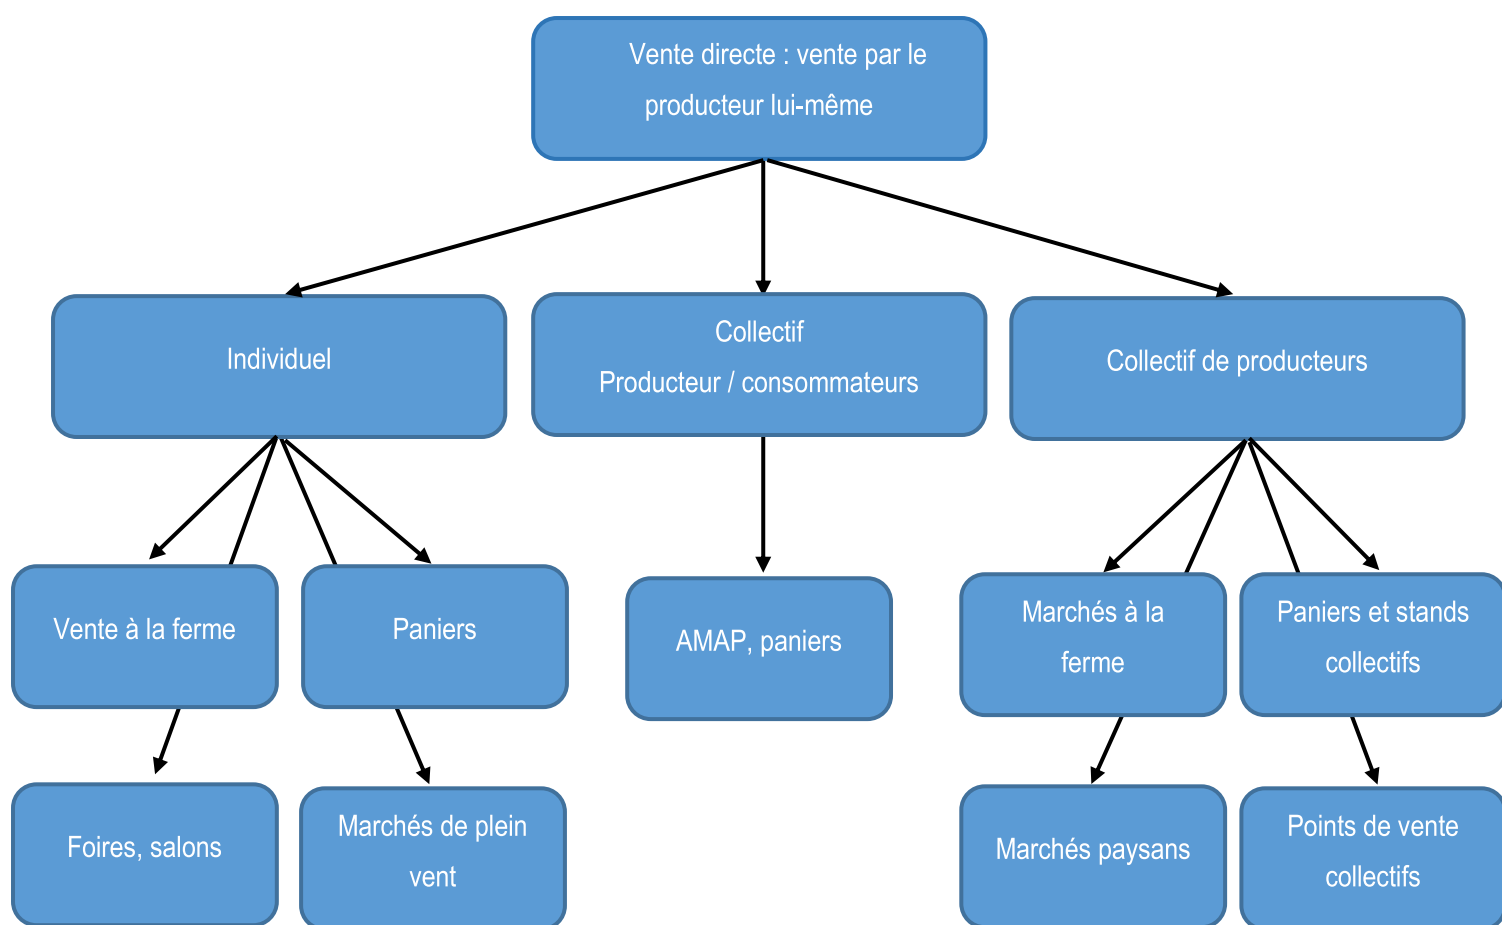 Vente directe : vente par le
producteur lui-même
Individuel
Collectif
Producteur / consommateurs
Collectif de producteurs
Vente à la ferme
Paniers
AMAP, paniers
Marchés à la
ferme
Paniers et stands
collectifs
Foires, salons
Marchés de plein
vent
Marchés paysans
Points de vente
collectifs